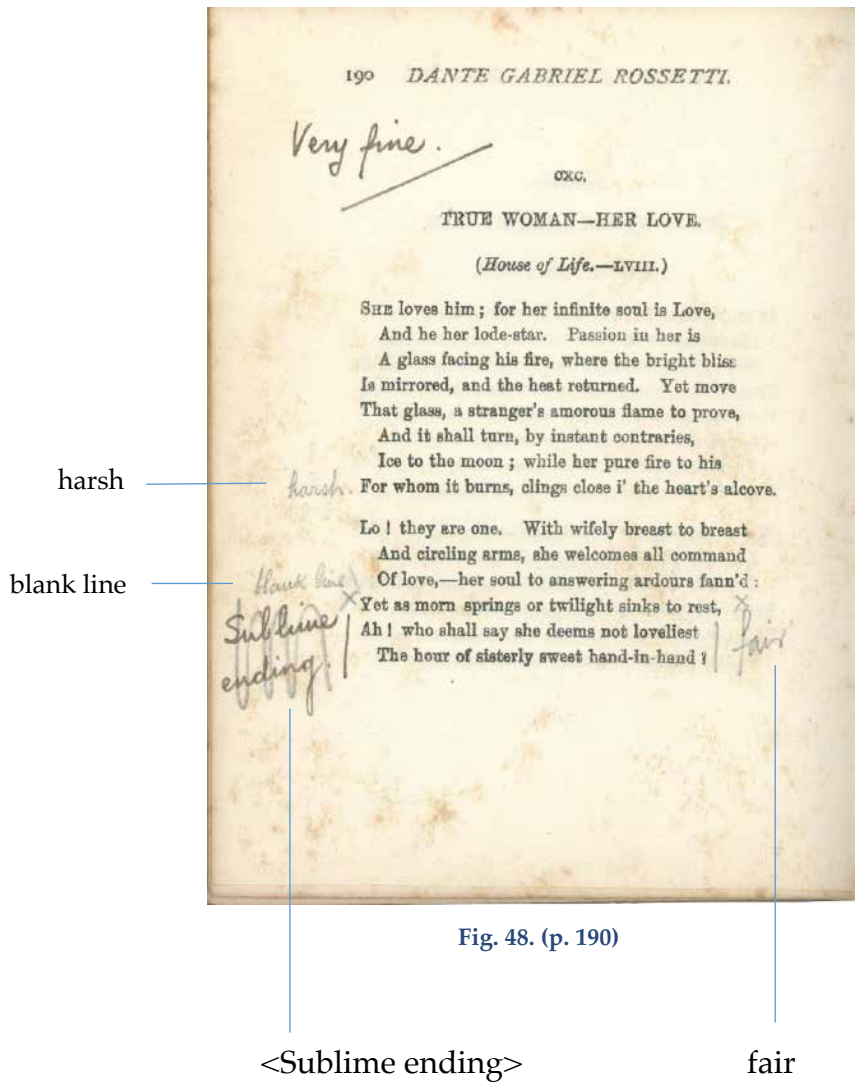 190 DANTE GABRIEL ROSSETTI.
Very fine.
CXC.
TRUE WOMAN—HER LOVE.
(House of Life.—LVIII.)
SHE loves him; for her infinite soul is Love,
And he her lode-star. Passion in her is
A glass facing his fire, where the bright bliss
Is mirrored, and the heat returned. Yet move
That glass, a stranger's amorous flame to prove,
And it shall turn, by instant contraries,
Ice to the moon; while her pure fire to his
harsh
harsh. For whom it burns, clings close i' the heart's alcove.
Lo! they are one. With wifely breast to breast
And circling arms, she welcomes all command
blank line
blank line Of love,—her soul to answering ardours fann'd:
Yet as morn springs or twilight sinks to rest,
Sublime
Ah! who shall say she deems not loveliest
fair
ending.
The hour of sisterly sweet hand-in-hand?
Fig. 48. (p. 190)
<Sublime ending> fair